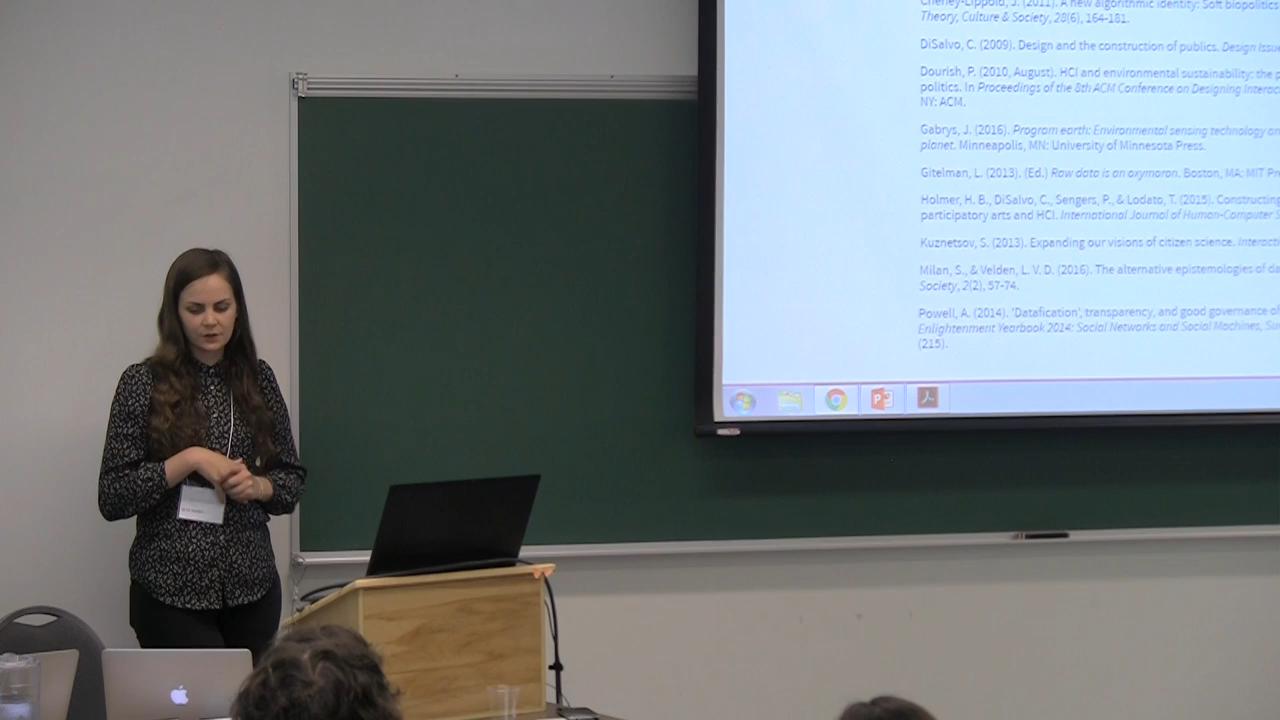 Cheney-Lippold, J. (2011). A new algorithmic identity: Soft biopolitics
Theory, Culture & Society, 28(6), 164-181.
DiSalvo, C. (2009). Design and the construction of publics. Design Issue
Dourish, P. (2010, August). HCI and environmental sustainability: the p
politics. In Proceedings of the 8th ACM Conference on Designing Interac
NY: ACM.
Gabrys, J. (2016). Program earth: Environmental sensing technology an
planet. Minneapolis, MN: University of Minnesota Press.
Gitelman, L. (2013). (Ed.) Raw data is an oxymoron. Boston, MA: MIT Pre
Holmer, H. B., DiSalvo, C., Sengers, P., & Lodato, T. (2015). Constructing
participatory arts and HCI. International Journal of Human-Computer
Kuznetsov, S. (2013). Expanding our visions of citizen science. Interacti
Milan, S., & Velden, L. V. D. (2016). The alternative epistemologies of da
Society, 2(2), 57-74.
Powell, A. (2014). 'Datafication', transparency, and good governance of
Enlightenment Yearbook 2014: Social Networks and Social Machines, Su
(215).